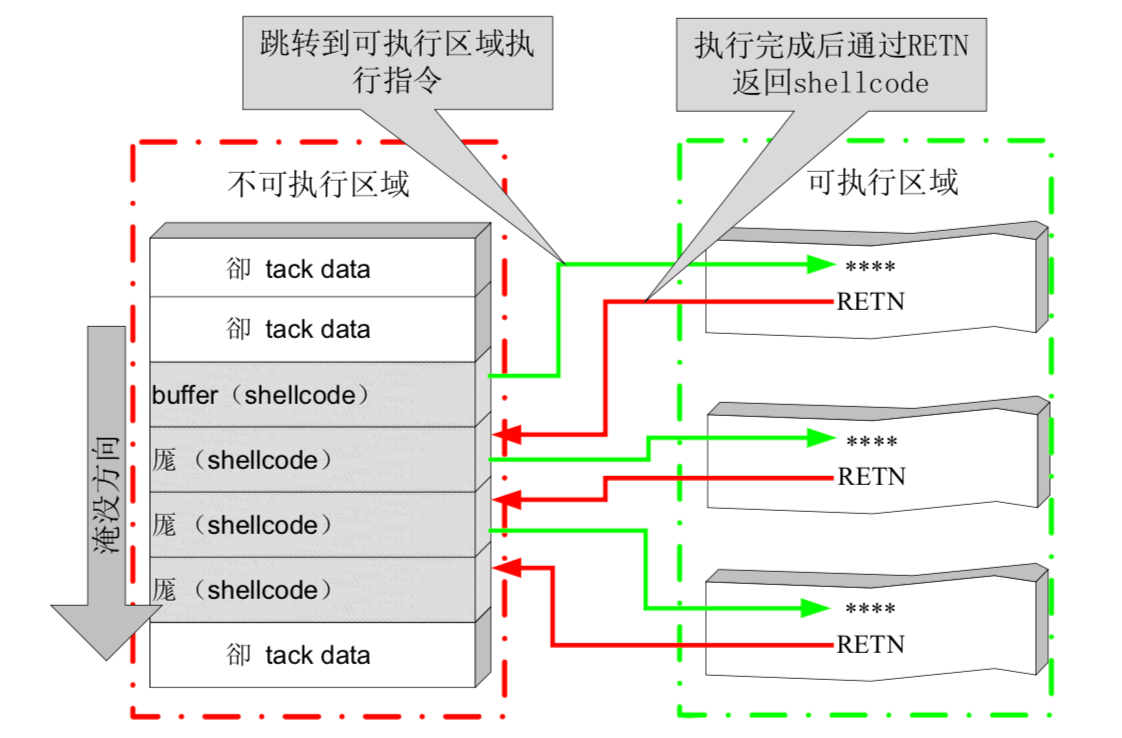 跳转到可执行区域执
行指令
执行完成后通过RETN
返回shellcode
不可执行区域
可执行区域
卻 tack data
卻 tack data
buffer（shellcode）
厖（shellcode）
厖（shellcode）
厖（shellcode）
卻 tack data
淹没方向
****
RETN
****
RETN
****
RETN